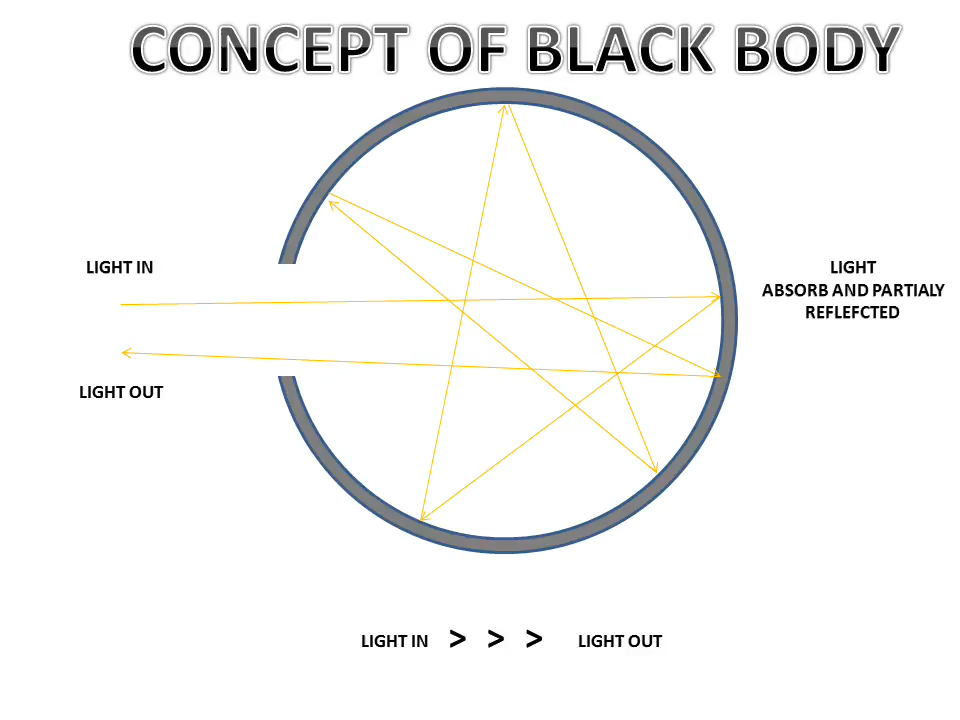 CONCEPT OF BLACK BODY
LIGHT IN
LIGHT
ABSORB AND PARTIALY
REFLEFCTED
LIGHT OUT
LIGHT IN > > > LIGHT OUT